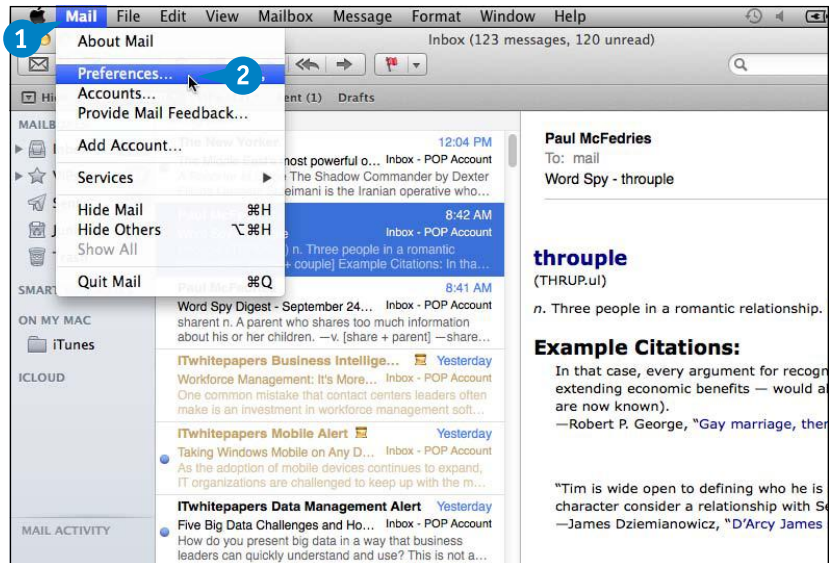 Mail File Edit View Mailbox Message Format Window Help
1
About Mail
Inbox (123 messages, 120 unread)
Preferences...
2
Accounts...
Provide Mail Feedback...
Add Account...
Services
Hide Mail ⌘H
Hide Others ⌥⌘H
Show All
Quit Mail ⌘Q
(1) Drafts
ON MY MAC
iTunes
ICLOUD
MAIL ACTIVITY
12:04 PM
most powerful o... Inbox - POP Account
The Shadow Commander by Dexter
is the Iranian operative who...
8:42 AM
Inbox - POP Account
n. Three people in a romantic
+ couple] Example Citations: In tha...
8:41 AM
Word Spy Digest - September 24... Inbox - POP Account
sharent n. A parent who shares too much information
about his or her children. —v. [share + parent] —share...
ITwhitepapers Business Intellige... Yesterday
Workforce Management: It's More... Inbox - POP Account
One common mistake that contact centers leaders often
make is an investment in workforce management soft...
ITwhitepapers Mobile Alert Yesterday
Taking Windows Mobile on Any D... Inbox - POP Account
As the adoption of mobile devices continues to expand,
IT organizations are challenged to keep up with the m...
ITwhitepapers Data Management Alert Yesterday
Five Big Data Challenges and Ho... Inbox - POP Account
How do you present big data in a way that business
leaders can quickly understand and use? This is not a...
Paul McFedries
To: mail
Word Spy - throuple
throuple
(THRUP.ul)
n. Three people in a romantic relationship.
Example Citations:
In that case, every argument for recogn
extending economic benefits — would al
are now known).
—Robert P. George, "Gay marriage, ther
"Tim is wide open to defining who he is
character consider a relationship with Se
—James Dziemianowicz, "D'Arcy James